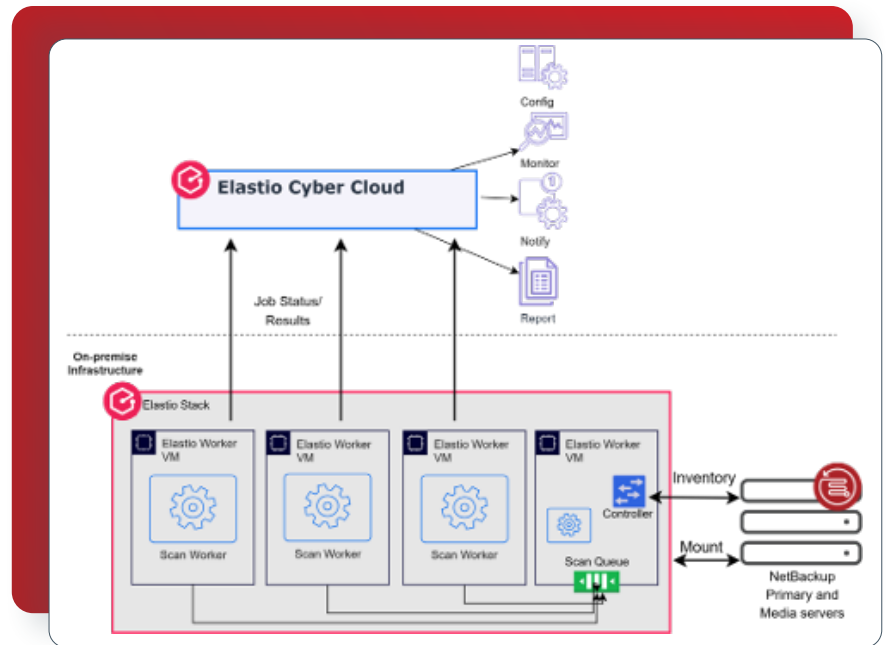 Config
Monitor
Elastio Cyber Cloud
1
Notify
Job Status/
Results
Report
On-premise
Infrastructure
Elastio Stack
Elastio Worker
VM
Scan Worker
Elastio Worker
VM
Scan Worker
Elastio Worker
VM
Scan Worker
Elastio Worker
VM
Controller
Scan Queue
Inventory
Mount
NetBackup
Primary and
Media servers